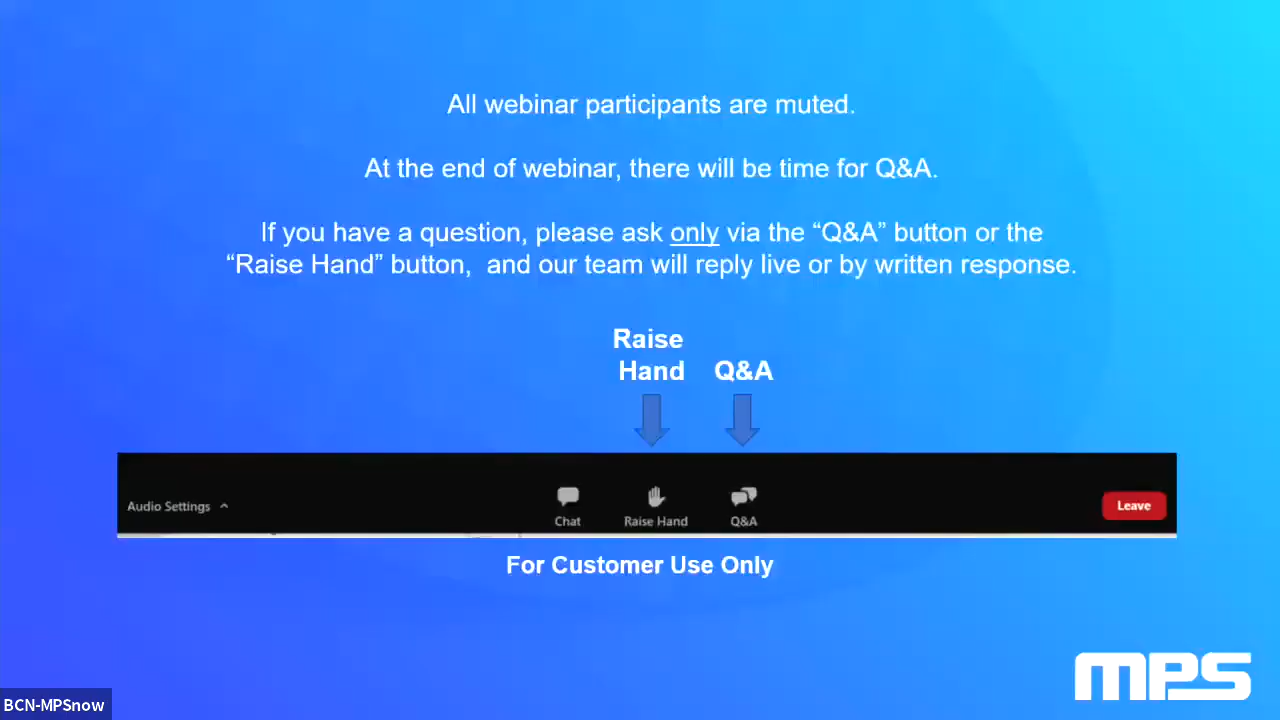 All webinar participants are muted.
At the end of webinar, there will be time for Q&A.
If you have a question, please ask only via the “Q&A” button or the
“Raise Hand” button,  and our team will reply live or by written response.
Raise
Hand
Q&A
Audio Settings
Chat
Raise Hand
Q&A
Leave
For Customer Use Only
MPS
BCN-MPSnow